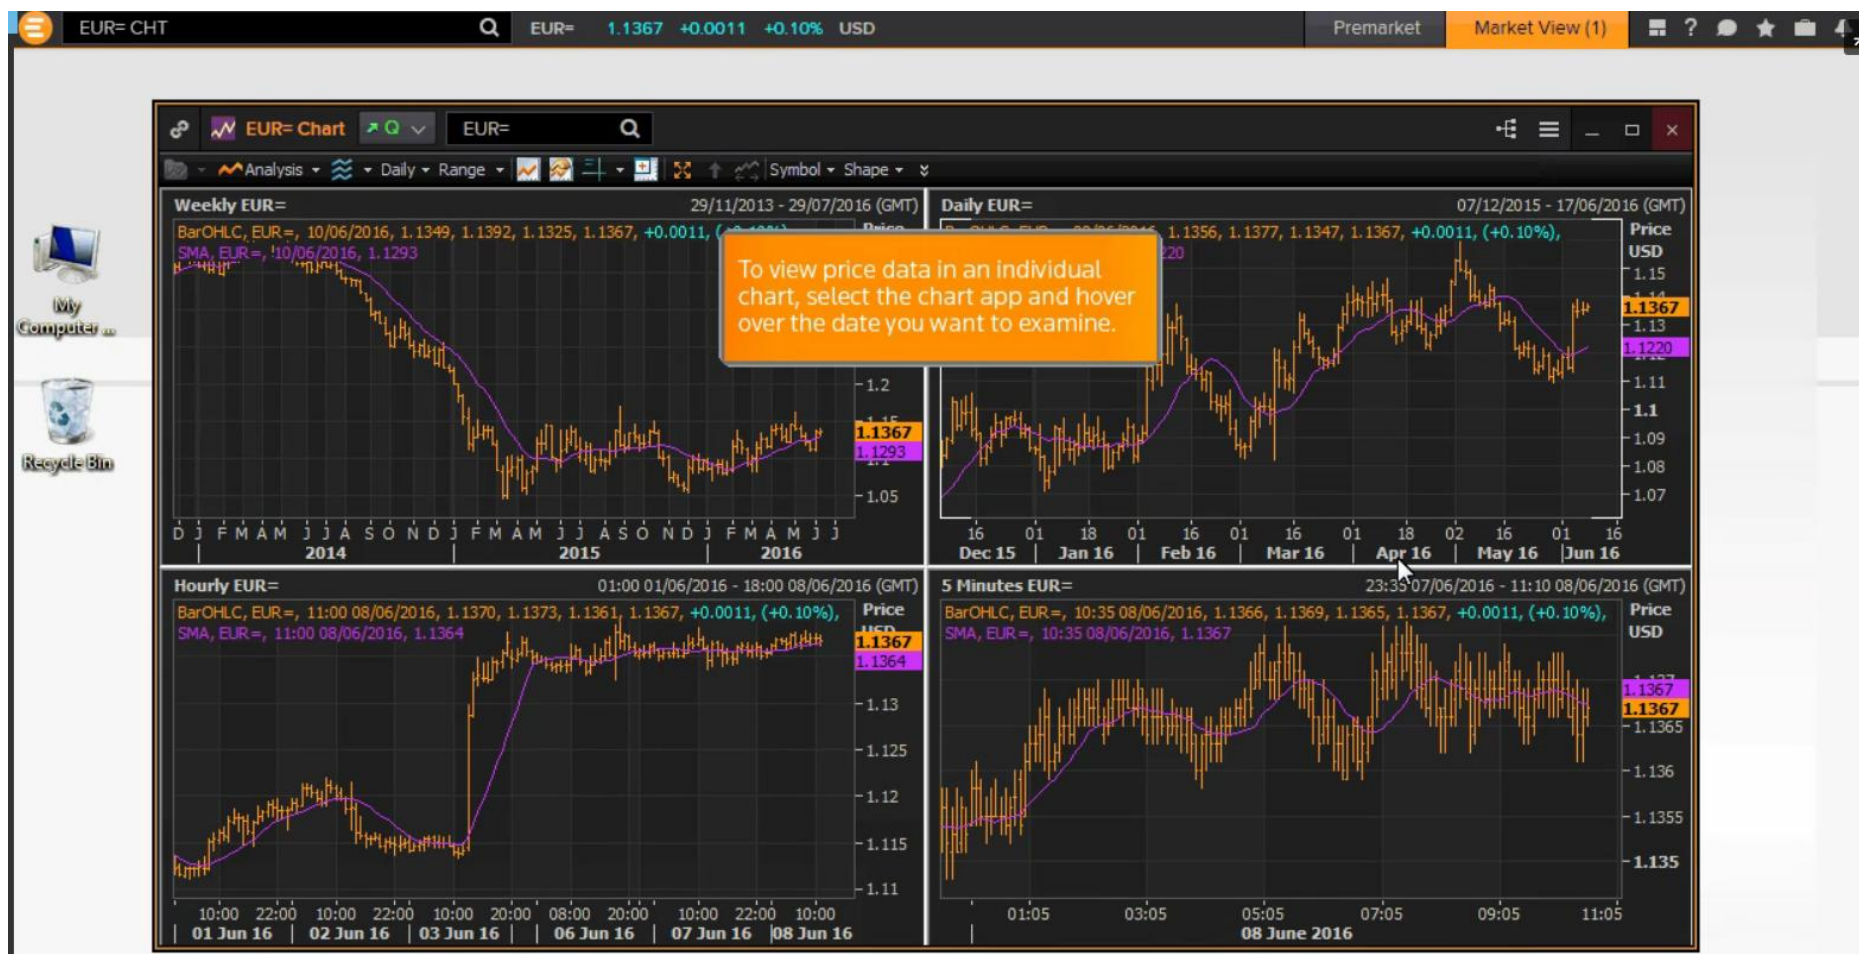 EUR= CHT EUR= 1.1367 +0.0011 +0.10% USD Premarket Market View (1) ?
EUR= Chart Q EUR=
Analysis Daily Range Symbol Shape
Weekly EUR= 29/11/2013 - 29/07/2016 (GMT)
BarOHLC, EUR=, 10/06/2016, 1.1349, 1.1392, 1.1325, 1.1367, +0.0011,
SMA, EUR=, 10/06/2016, 1.1293
1.2
1.1367
1.1293
1.05
D J F M A M J J A S O N D J F M A M J J A S O N D J F M A M J J
2014 2015 2016
Daily EUR= 07/12/2015 - 17/06/2016 (GMT)
1.1356, 1.1377, 1.1347, 1.1367, +0.0011, (+0.10%), Price
USD
1.15
1.1367
1.13
1.1220
1.11
1.1
1.09
1.08
1.07
16 01 18 01 16 01 16 01 18 02 16 01 16
Dec 15 Jan 16 Feb 16 Mar 16 Apr 16 May 16 Jun 16
To view price data in an individual
chart, select the chart app and hover
over the date you want to examine.
My
Computer ...
Recycle Bin
Hourly EUR= 01:00 01/06/2016 - 18:00 08/06/2016 (GMT)
BarOHLC, EUR=, 11:00 08/06/2016, 1.1370, 1.1373, 1.1361, 1.1367, +0.0011, (+0.10%), Price
SMA, EUR=, 11:00 08/06/2016, 1.1364
1.1367
1.1364
1.13
1.125
1.12
1.115
1.11
10:00 22:00 10:00 22:00 10:00 20:00 08:00 20:00 10:00 22:00 10:00
01 Jun 16 02 Jun 16 03 Jun 16 06 Jun 16 07 Jun 16 08 Jun 16
5 Minutes EUR= 23:35 07/06/2016 - 11:10 08/06/2016 (GMT)
BarOHLC, EUR=, 10:35 08/06/2016, 1.1366, 1.1369, 1.1365, 1.1367, +0.0011, (+0.10%), Price
SMA, EUR=, 10:35 08/06/2016, 1.1367 USD
1.1367
1.1367
1.1365
1.136
1.1355
1.135
01:05 03:05 05:05 07:05 09:05 11:05
08 June 2016